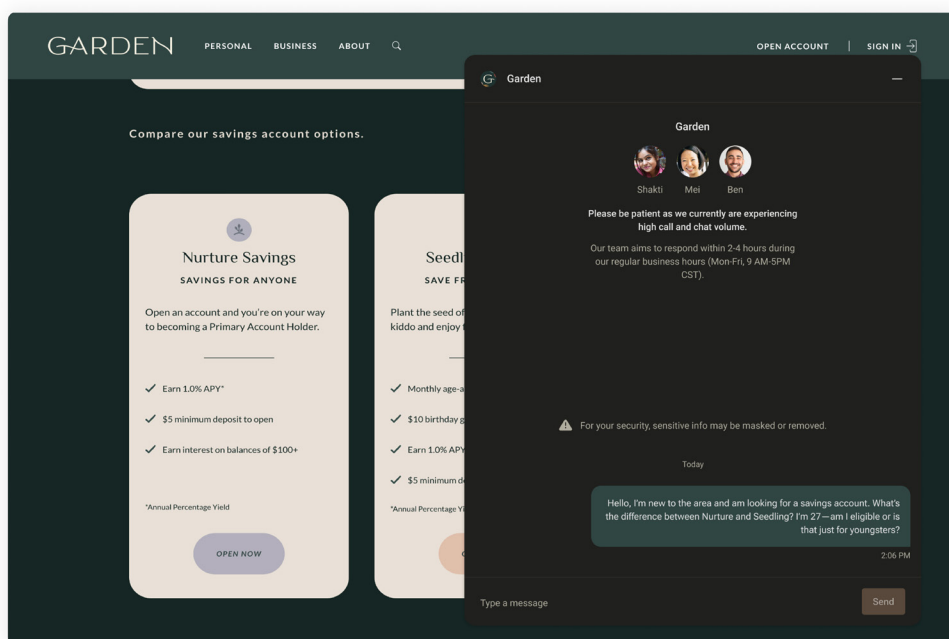 GARDEN
PERSONAL
BUSINESS
ABOUT
OPEN ACCOUNT
SIGN IN
Compare our savings account options.
Nurture Savings
SAVINGS FOR ANYONE
Open an account and you're on your way
to becoming a Primary Account Holder.
Earn 1.0% APY*
$5 minimum deposit to open
Earn interest on balances of $100+
*Annual Percentage Yield
OPEN NOW
Seedl
SAVE FR
Plant the seed of
kiddo and enjoy
Monthly age-a
$10 birthday g
Earn 1.0% APY
$5 minimum de
*Annual Percentage Yi
G
Garden
Garden
Shakti
Mei
Ben
Please be patient as we currently are experiencing
high call and chat volume.
Our team aims to respond within 2-4 hours during
our regular business hours (Mon-Fri, 9 AM-5PM
CST).
For your security, sensitive info may be masked or removed.
Today
Hello, I'm new to the area and am looking for a savings account. What's
the difference between Nurture and Seedling? I'm 27—am I eligible or is
that just for youngsters?
2:06 PM
Type a message
Send